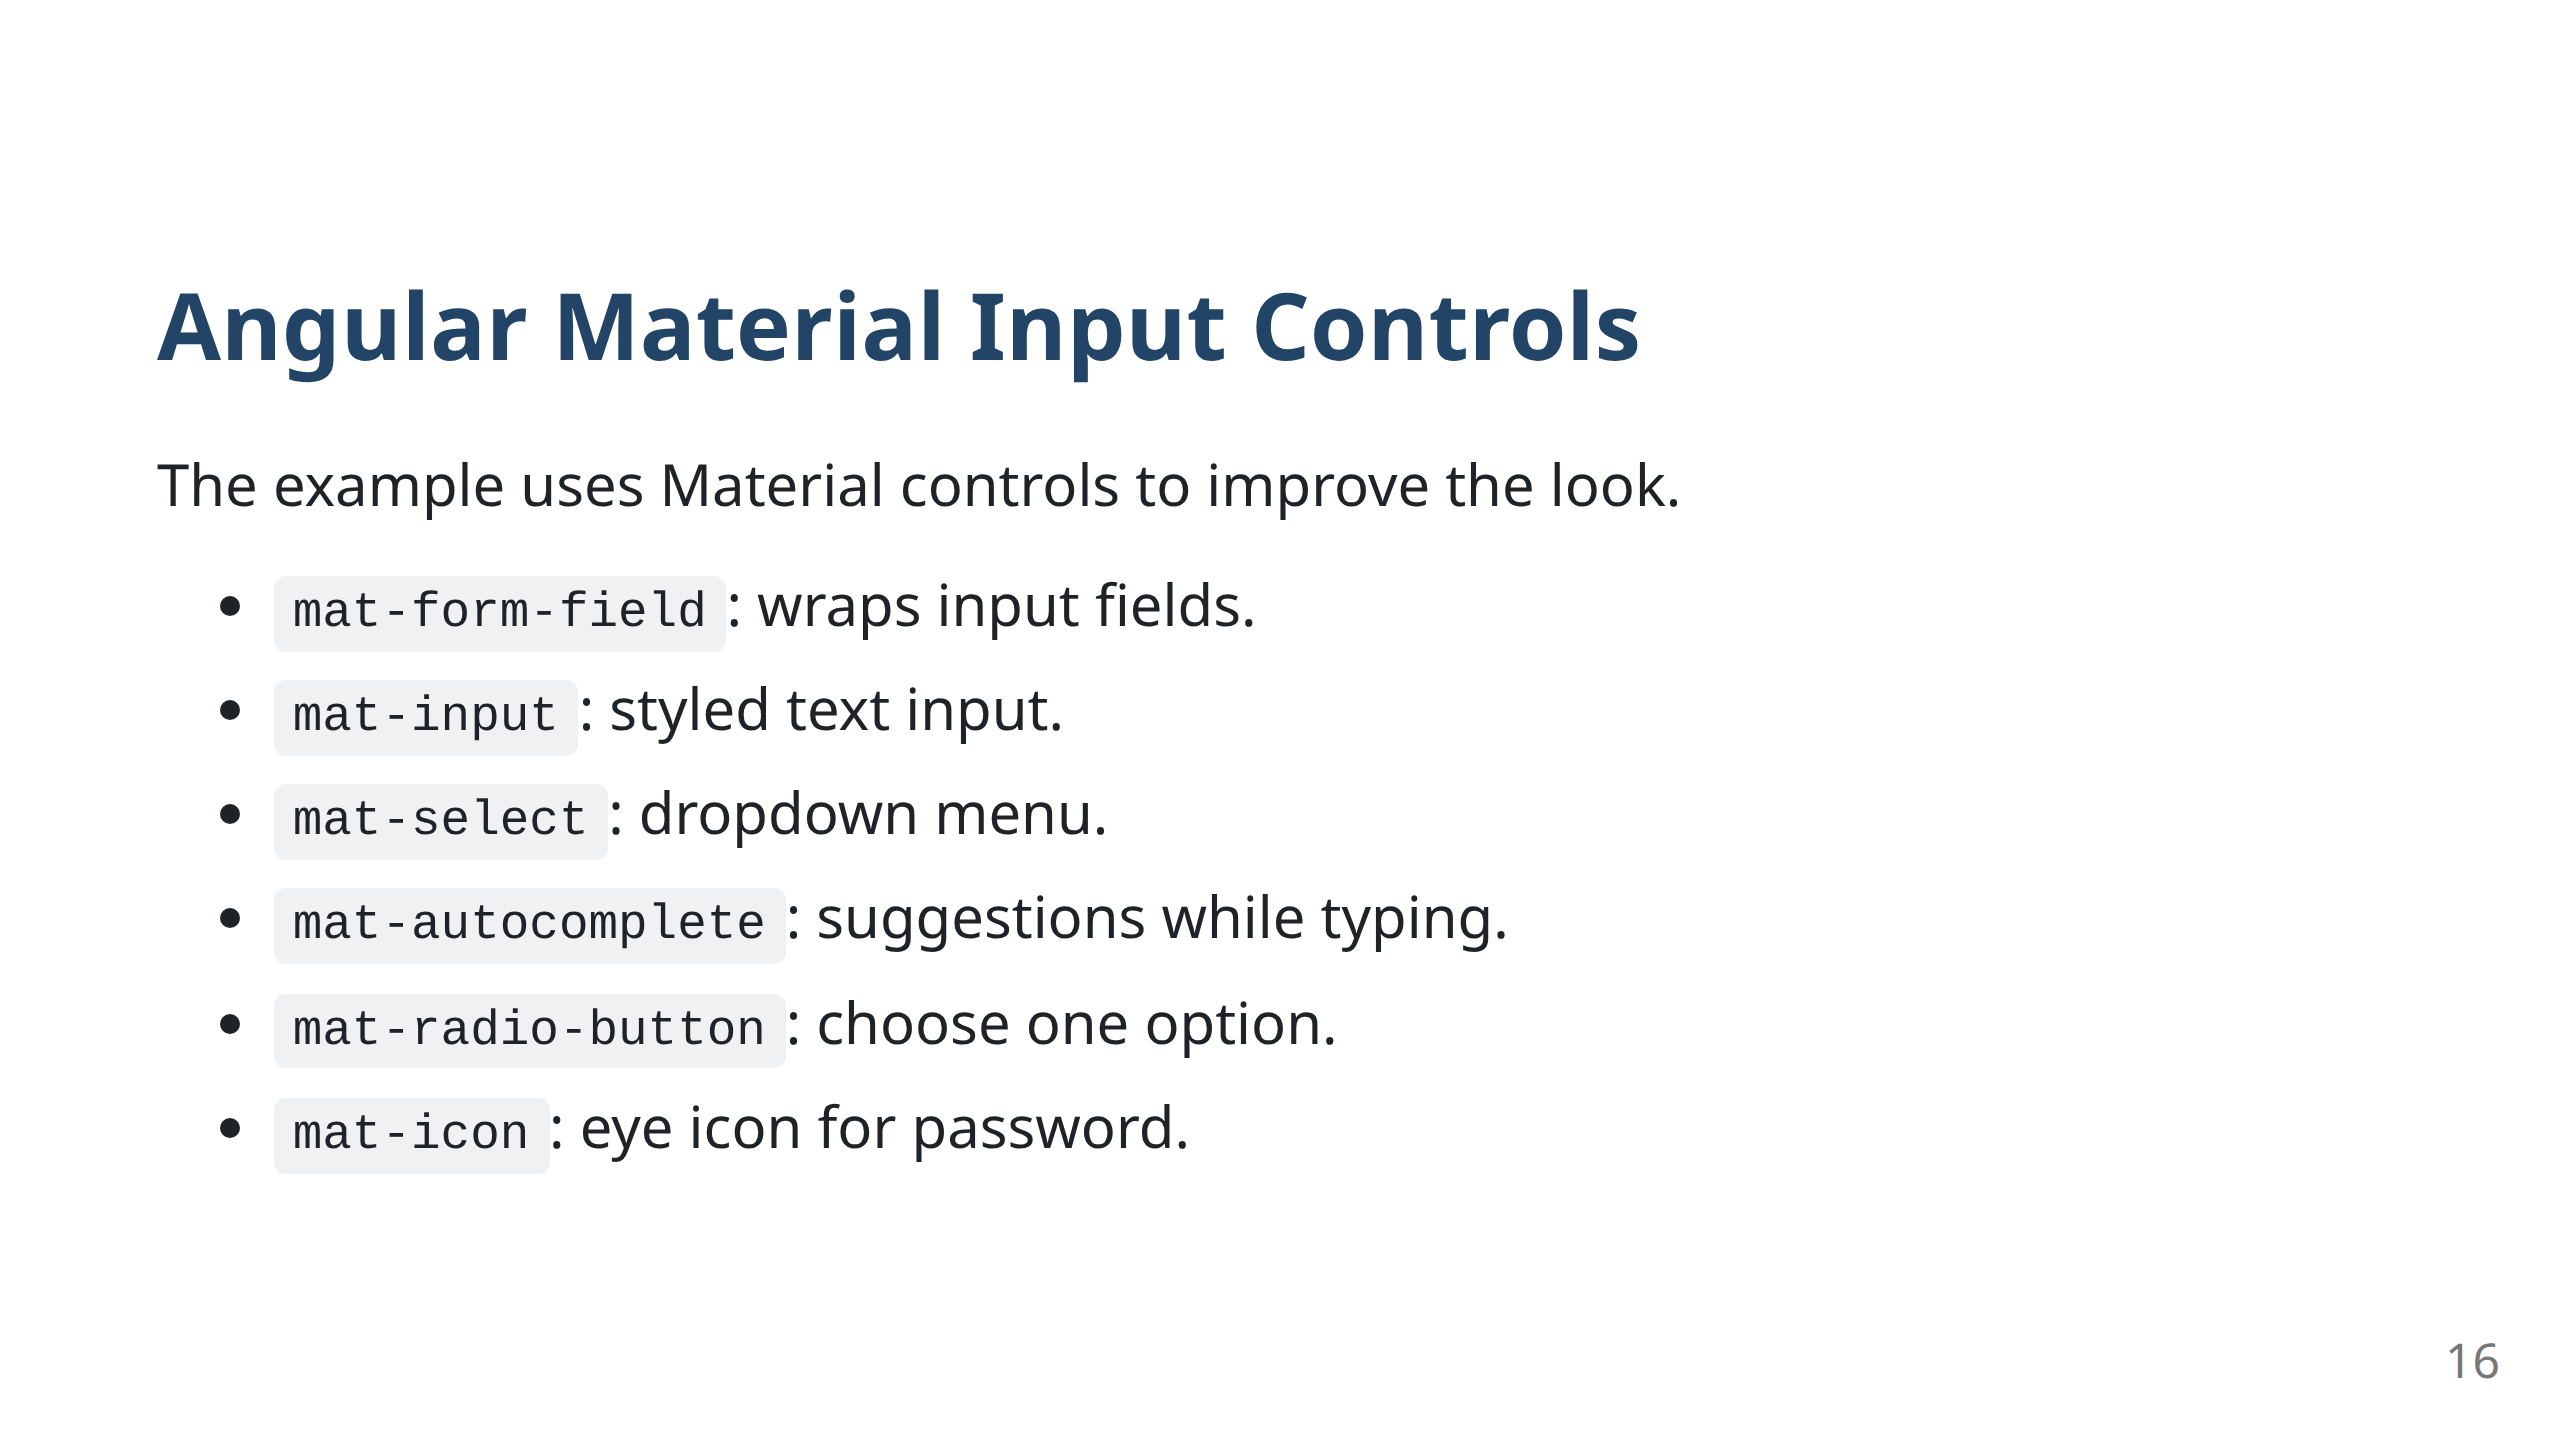 Angular Material Input Controls
The example uses Material controls to improve the look.
• mat-form-field: wraps input fields.
• mat-input: styled text input.
• mat-select: dropdown menu.
• mat-autocomplete: suggestions while typing.
• mat-radio-button: choose one option.
• mat-icon: eye icon for password.
16